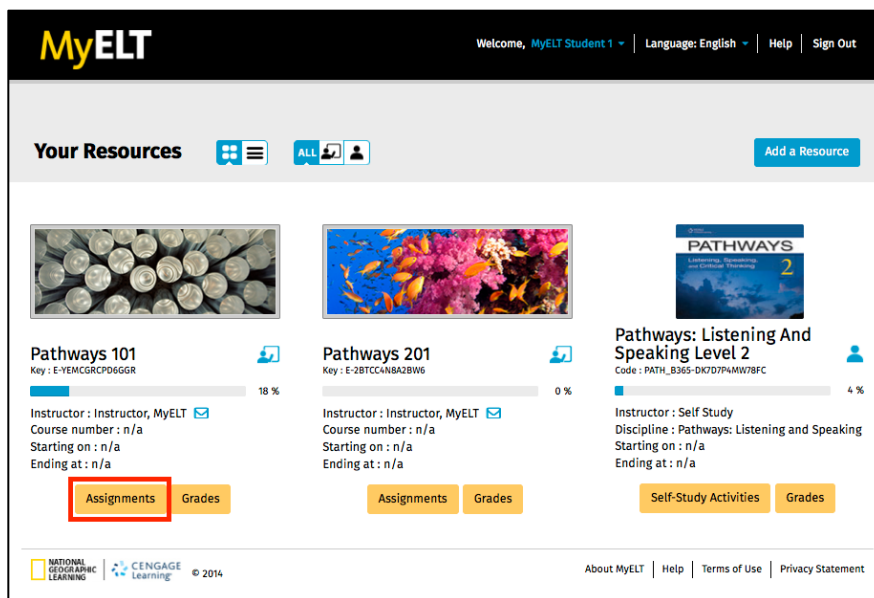 MyELT
Welcome, MyELT Student 1 Language: English Help Sign Out
Your Resources
ALL
Add a Resource
Pathways 101
Key : E-YEMCGRCPD6GGR
18 %
Instructor : Instructor, MyELT
Course number : n/a
Starting on : n/a
Ending at : n/a
Assignments Grades
Pathways 201
Key : E-2BTCC4N8A2BW6
0 %
Instructor : Instructor, MyELT
Course number : n/a
Starting on : n/a
Ending at : n/a
Assignments Grades
PATHWAYS
Listening, Speaking,
and Critical Thinking
2
Pathways: Listening And
Speaking Level 2
Code : PATH_B365-DK7D7P4MW78FC
4 %
Instructor : Self Study
Discipline : Pathways: Listening and Speaking
Starting on : n/a
Ending at : n/a
Self-Study Activities Grades
NATIONAL
GEOGRAPHIC
LEARNING
CENGAGE
Learning
© 2014
About MyELT Help Terms of Use Privacy Statement